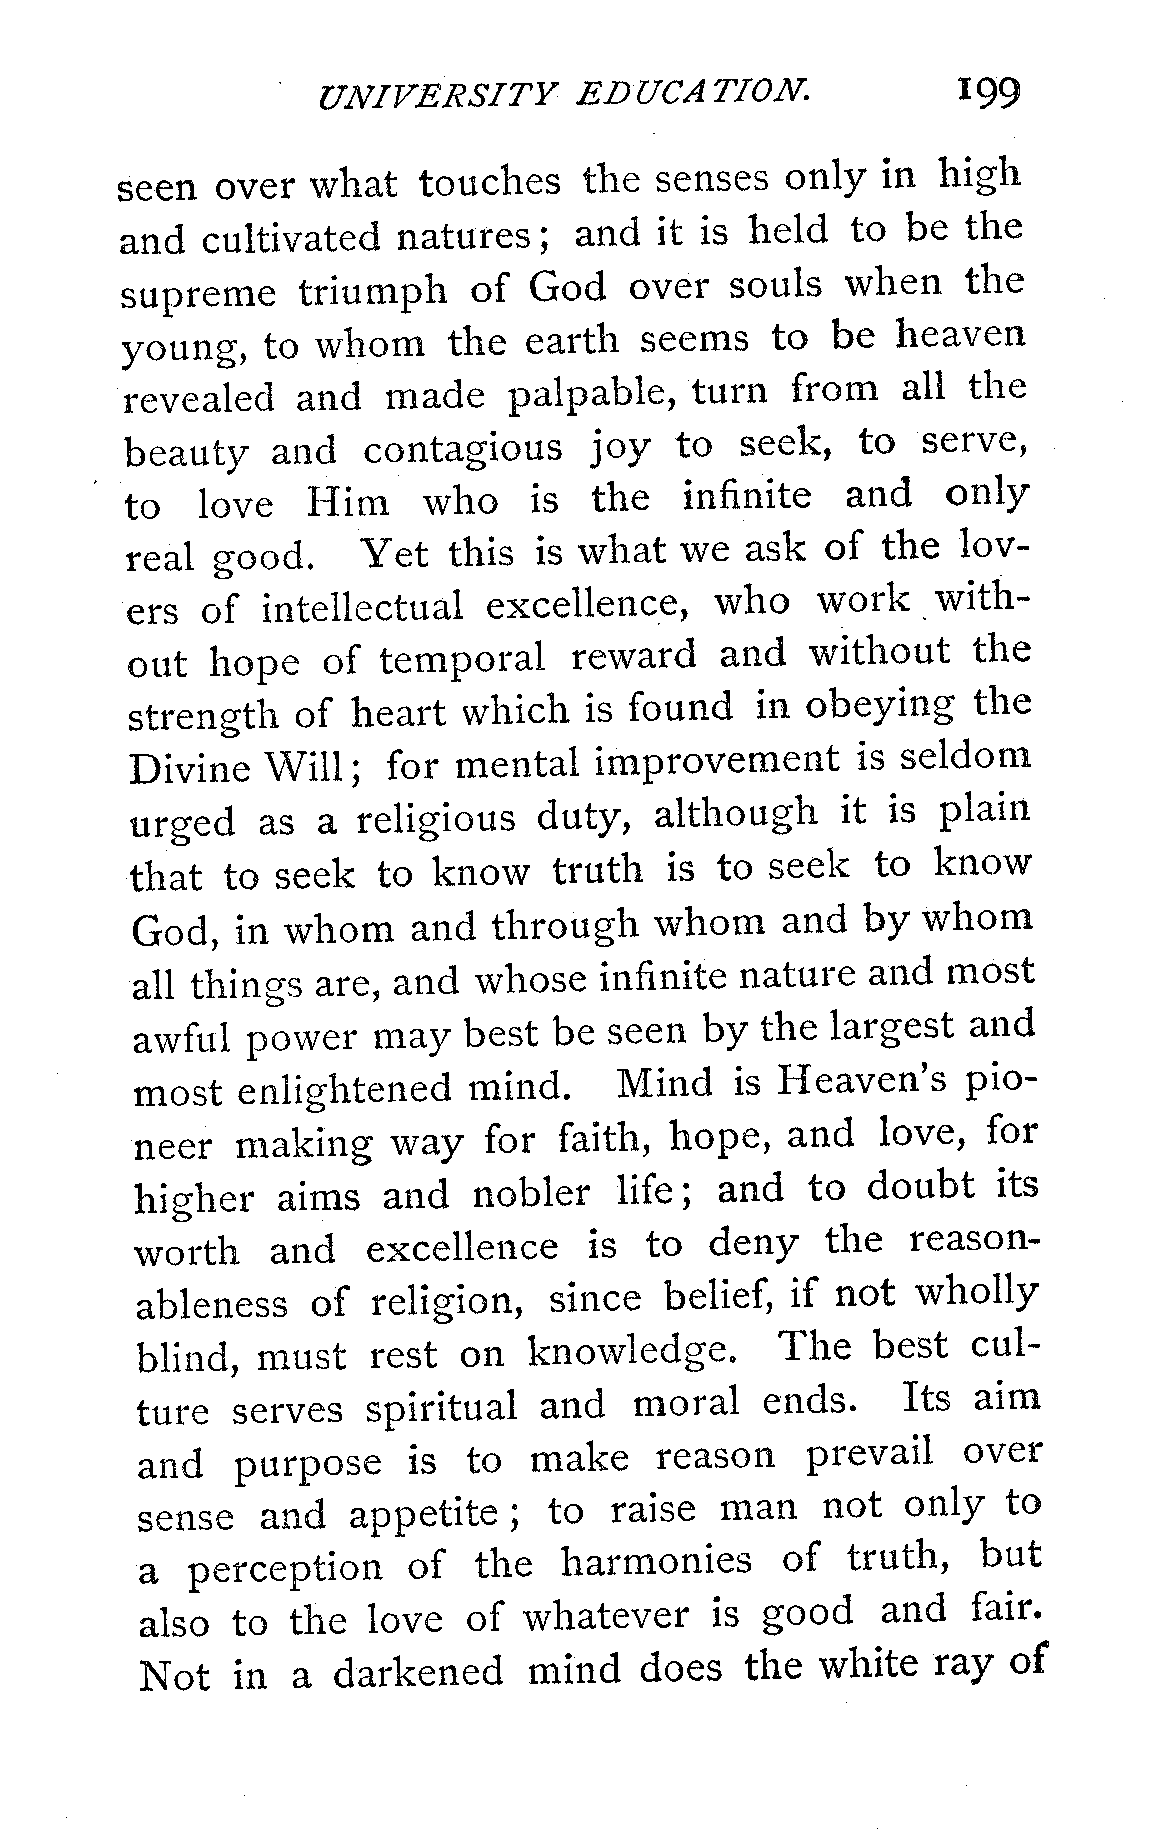 UNIVERSITY EDUCATION. 199
seen over what touches the senses only in high
and cultivated natures; and it is held to be the
supreme triumph of God over souls when the
young, to whom the earth seems to be heaven
revealed and made palpable, turn from all the
beauty and contagious joy to seek, to serve,
to love Him who is the infinite and only
real good. Yet this is what we ask of the lov-
ers of intellectual excellence, who work with-
out hope of temporal reward and without the
strength of heart which is found in obeying the
Divine Will; for mental improvement is seldom
urged as a religious duty, although it is plain
that to seek to know truth is to seek to know
God, in whom and through whom and by whom
all things are, and whose infinite nature and most
awful power may best be seen by the largest and
most enlightened mind. Mind is Heaven's pio-
neer making way for faith, hope, and love, for
higher aims and nobler life; and to doubt its
worth and excellence is to deny the reason-
ableness of religion, since belief, if not wholly
blind, must rest on knowledge. The best cul-
ture serves spiritual and moral ends. Its aim
and purpose is to make reason prevail over
sense and appetite; to raise man not only to
a perception of the harmonies of truth, but
also to the love of whatever is good and fair.
Not in a darkened mind does the white ray of